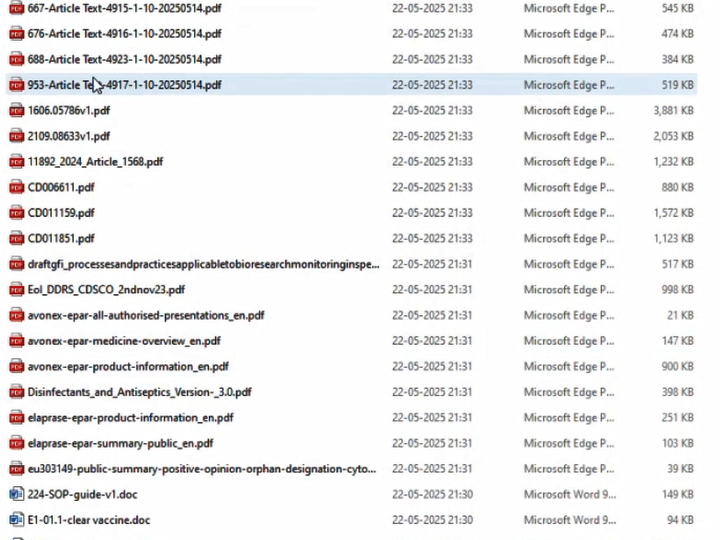 667-Article Text-4915-1-10-20250514.pdf 22-05-2025 21:33 Microsoft Edge P... 545 KB
676-Article Text-4916-1-10-20250514.pdf 22-05-2025 21:33 Microsoft Edge P... 474 KB
688-Article Text-4923-1-10-20250514.pdf 22-05-2025 21:33 Microsoft Edge P... 384 KB
953-Article Text-4917-1-10-20250514.pdf 22-05-2025 21:33 Microsoft Edge P... 519 KB
1606.05786v1.pdf 22-05-2025 21:33 Microsoft Edge P... 3,881 KB
2109.08633v1.pdf 22-05-2025 21:33 Microsoft Edge P... 2,053 KB
11892_2024_Article_1568.pdf 22-05-2025 21:33 Microsoft Edge P... 1,232 KB
CD006611.pdf 22-05-2025 21:33 Microsoft Edge P... 880 KB
CD011159.pdf 22-05-2025 21:33 Microsoft Edge P... 1,572 KB
CD011851.pdf 22-05-2025 21:33 Microsoft Edge P... 1,123 KB
draftgfi_processesandpracticesapplicabletobioresearchmonitoringinspe... 22-05-2025 21:31 Microsoft Edge P... 517 KB
EoI_DDRS_CDSCO_2ndnov23.pdf 22-05-2025 21:31 Microsoft Edge P... 998 KB
avonex-epar-all-authorised-presentations_en.pdf 22-05-2025 21:31 Microsoft Edge P... 21 KB
avonex-epar-medicine-overview_en.pdf 22-05-2025 21:31 Microsoft Edge P... 147 KB
avonex-epar-product-information_en.pdf 22-05-2025 21:31 Microsoft Edge P... 900 KB
Disinfectants_and_Antiseptics_Version-_3.0.pdf 22-05-2025 21:31 Microsoft Edge P... 398 KB
elaprase-epar-product-information_en.pdf 22-05-2025 21:31 Microsoft Edge P... 251 KB
elaprase-epar-summary-public_en.pdf 22-05-2025 21:31 Microsoft Edge P... 103 KB
eu303149-public-summary-positive-opinion-orphan-designation-cyto... 22-05-2025 21:31 Microsoft Edge P... 39 KB
224-SOP-guide-v1.doc 22-05-2025 21:30 Microsoft Word 9... 149 KB
E1-01.1-clear vaccine.doc 22-05-2025 21:30 Microsoft Word 9... 94 KB